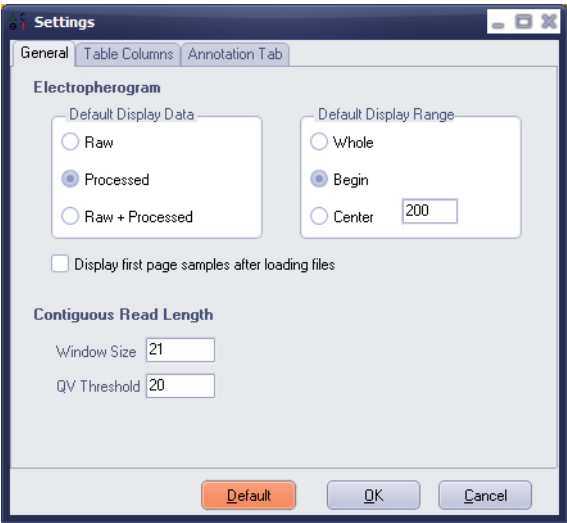 Settings
General Table Columns Annotation Tab
Electropherogram
Default Display Data Default Display Range
Raw Whole
Processed Begin
Raw + Processed Center 200
Display first page samples after loading files
Contiguous Read Length
Window Size 21
QV Threshold 20
Default OK Cancel